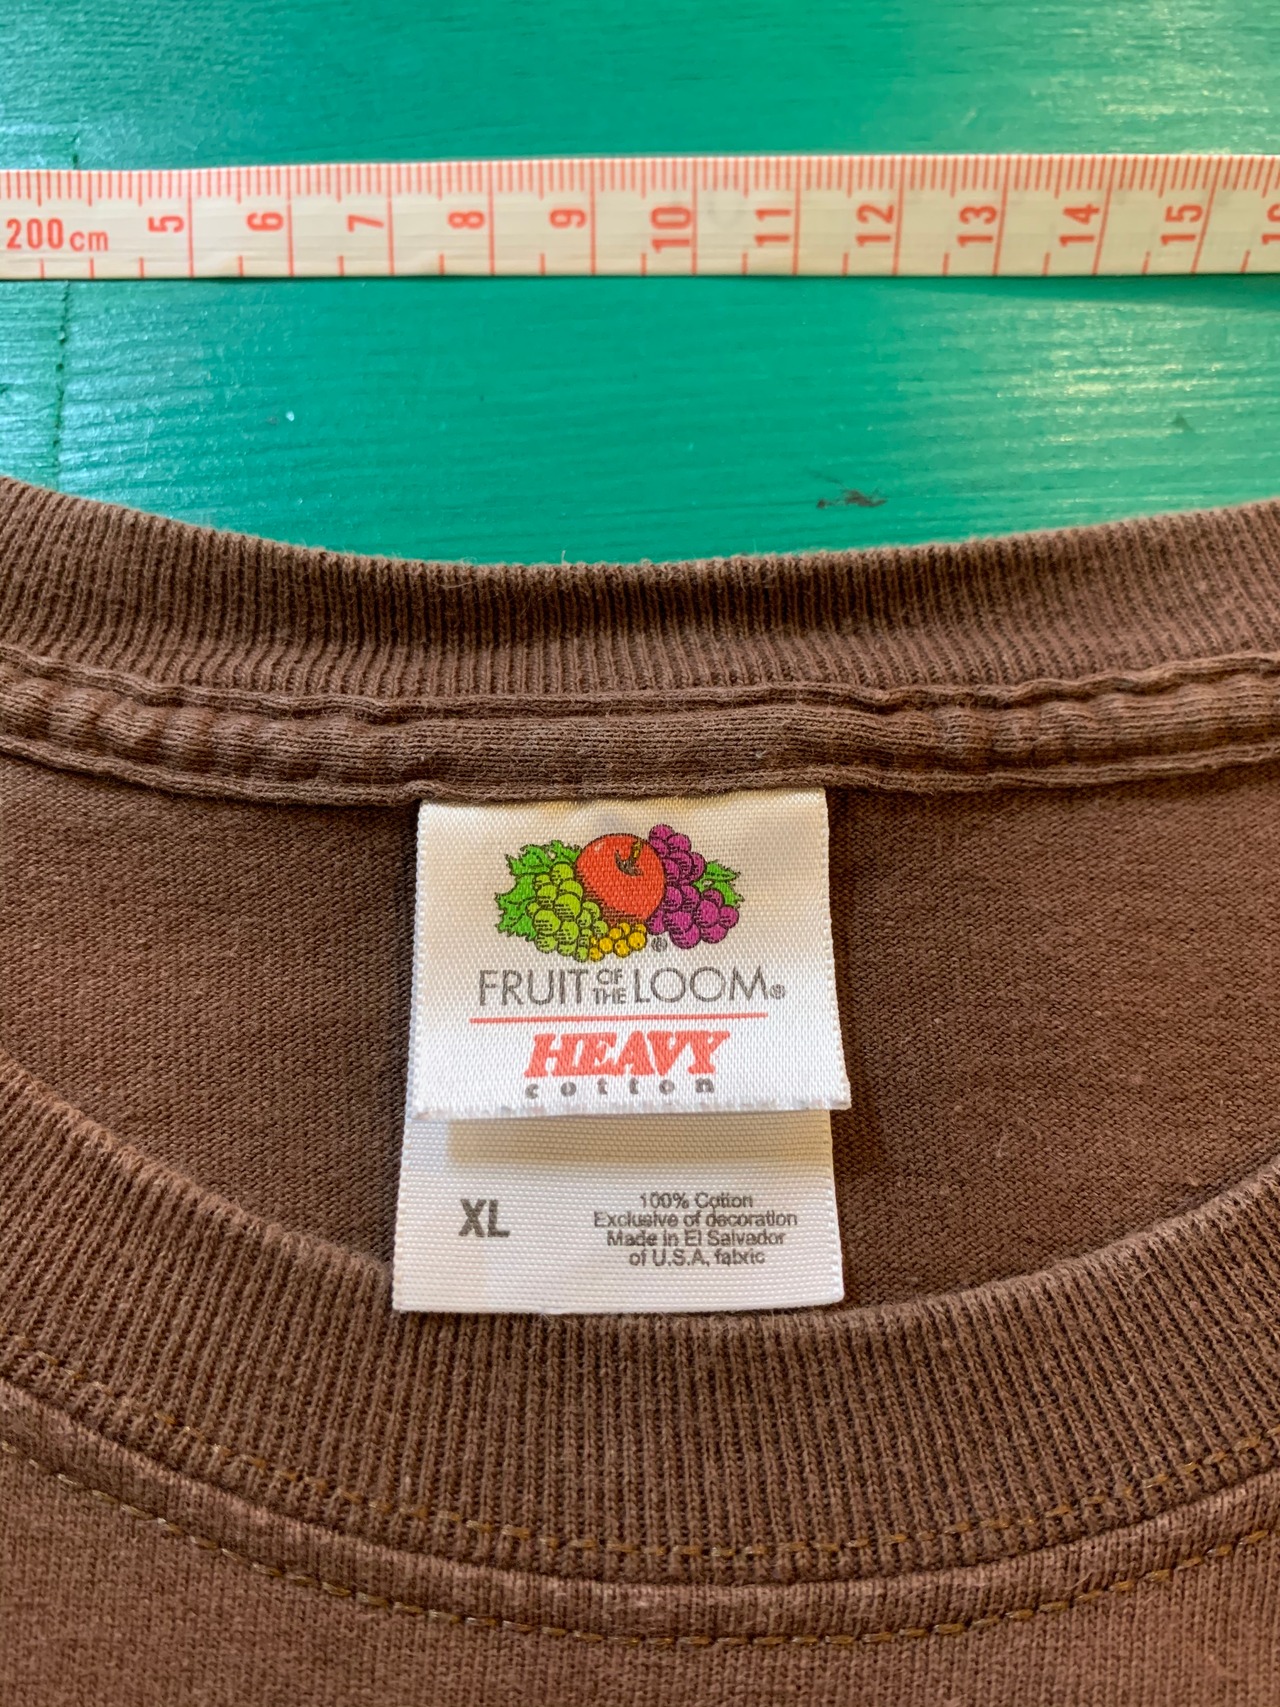 200cm 5 6 7 8 9 10 11 12 13 14 15
®
FRUIT OF THE LOOM®
HEAVY
cotton
XL
100% Cotton
Exclusive of decoration
Made in El Salvador
of U.S.A. fabric